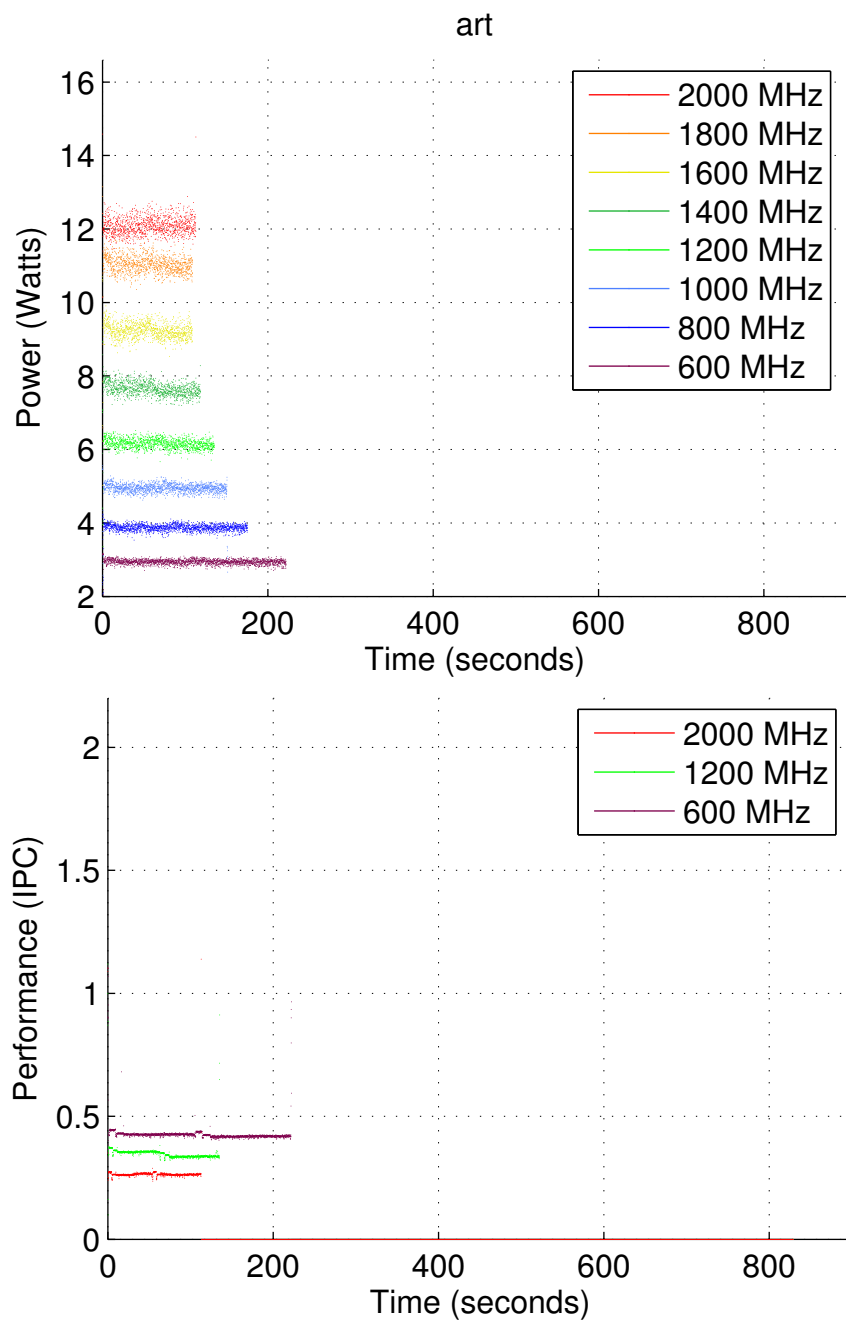 art
16
14
12
10
8
6
4
2
Power (Watts)
2000 MHz
1800 MHz
1600 MHz
1400 MHz
1200 MHz
1000 MHz
800 MHz
600 MHz
0 200 400 600 800
Time (seconds)
2
1.5
1
0.5
0
Performance (IPC)
2000 MHz
1200 MHz
600 MHz
0 200 400 600 800
Time (seconds)